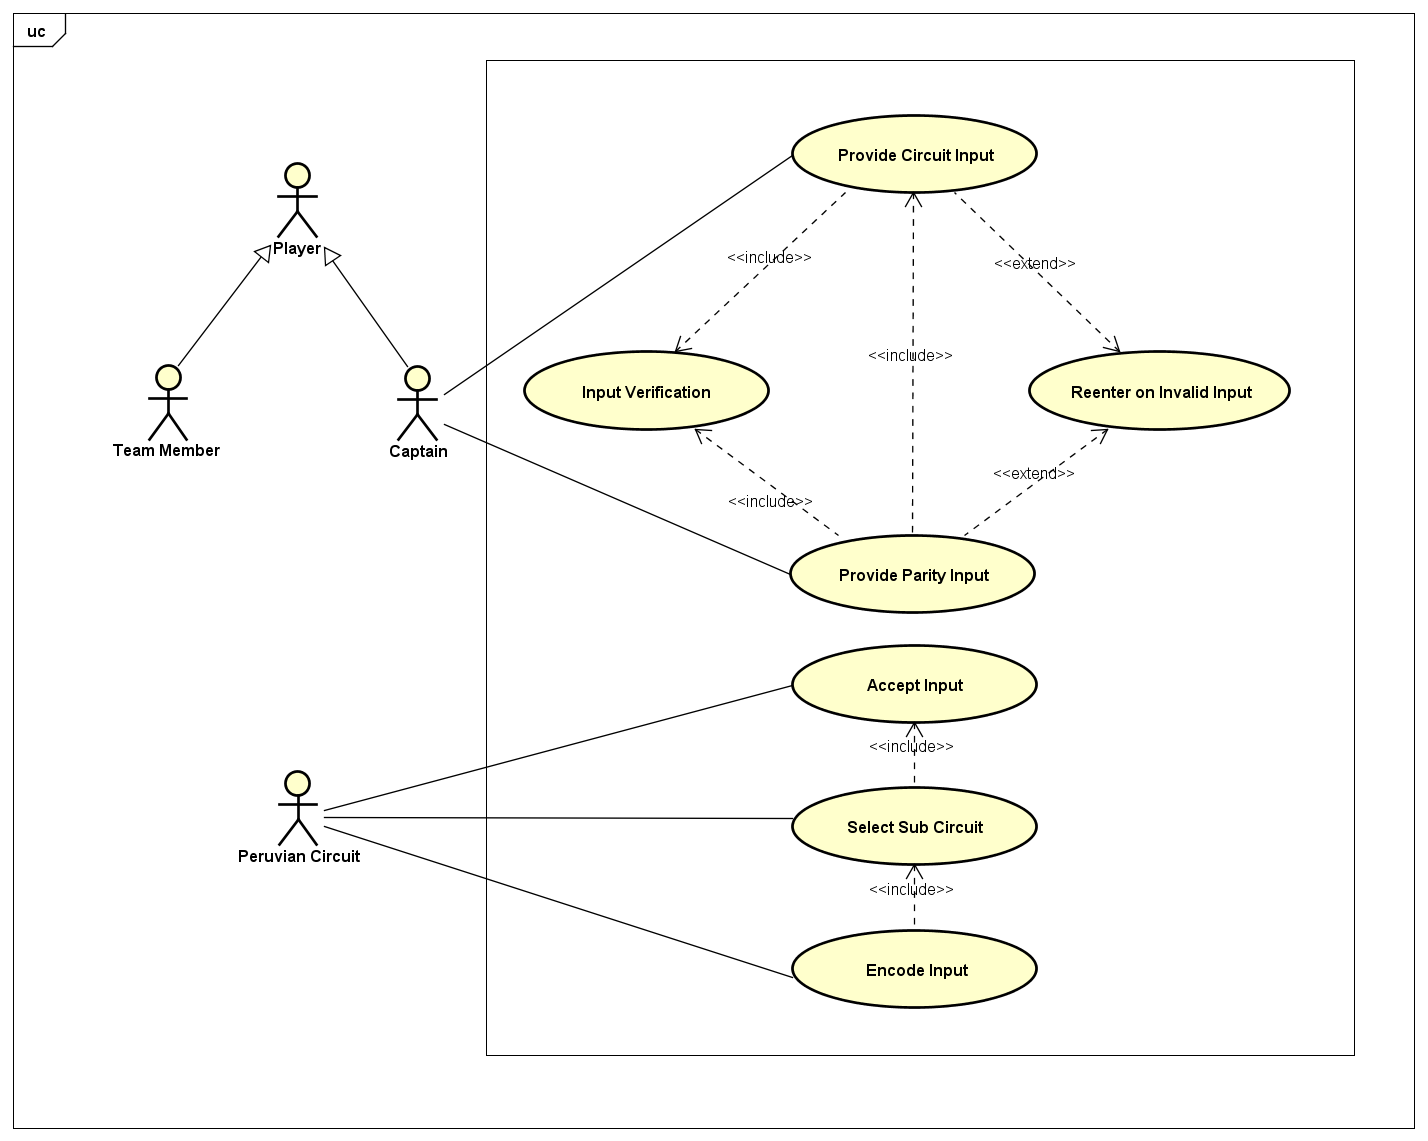 uc
Provide Circuit Input
Player
<<include>>
<<extend>>
<<include>>
Input Verification
Reenter on Invalid Input
Team Member
Captain
<<extend>>
<<include>>
Provide Parity Input
Accept Input
<<include>>
Select Sub Circuit
Peruvian Circuit
<<include>>
Encode Input